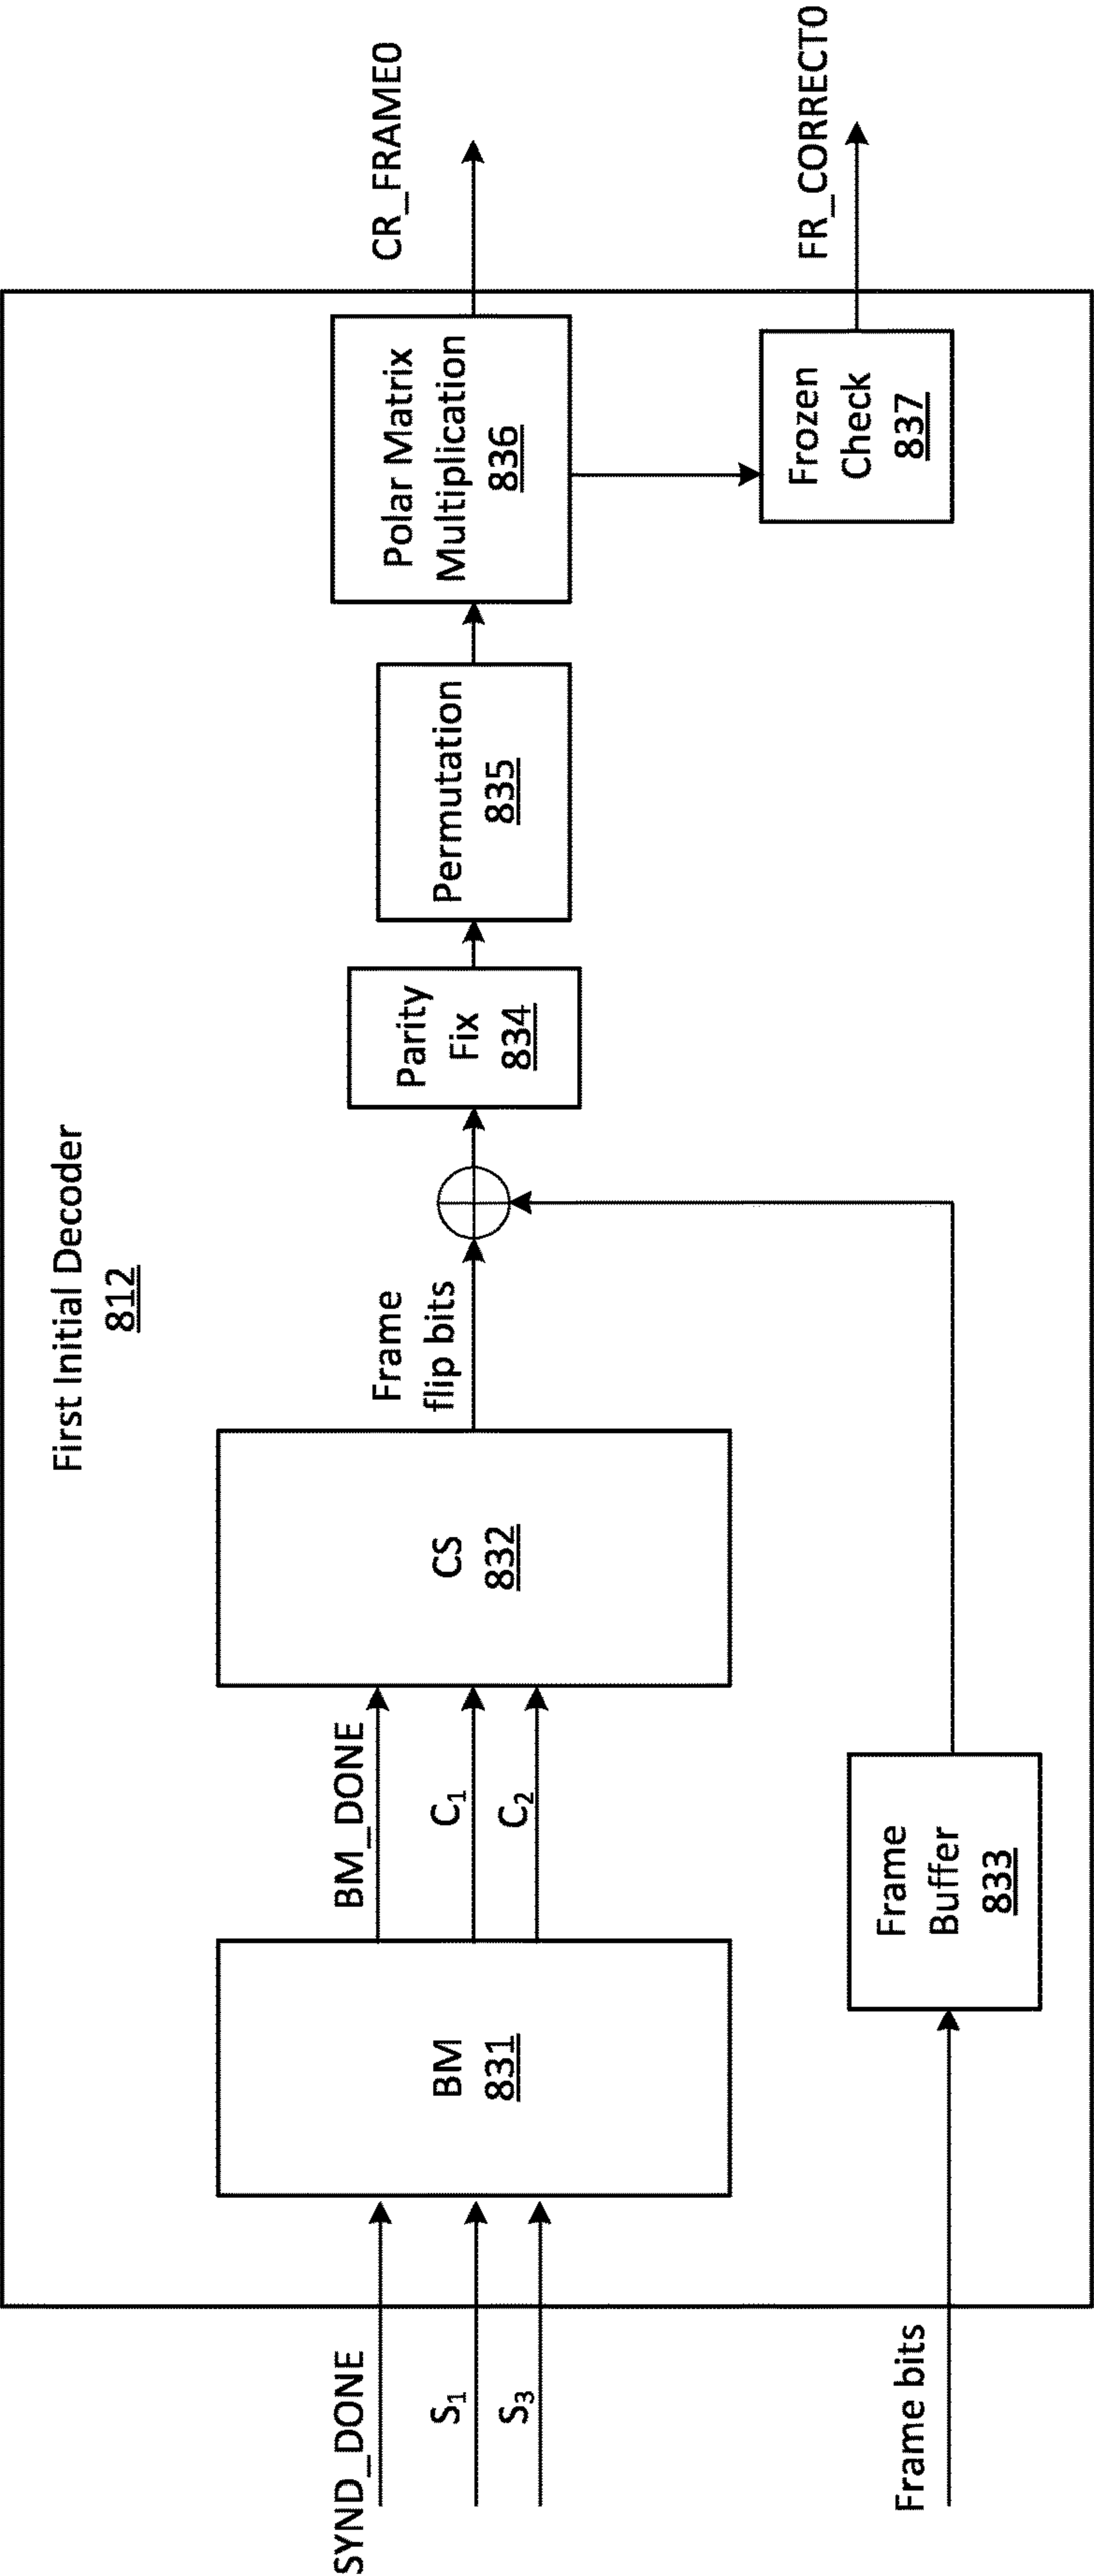 First Initial Decoder
812
SYND_DONE
S₁
S₃
BM
831
BM_DONE
C₁
C₂
CS
832
Frame
flip bits
Parity
Fix
834
Permutation
835
Polar Matrix
Multiplication
836
CR_FRAME0
Frame bits
Frame
Buffer
833
Frozen
Check
837
FR_CORRECT0